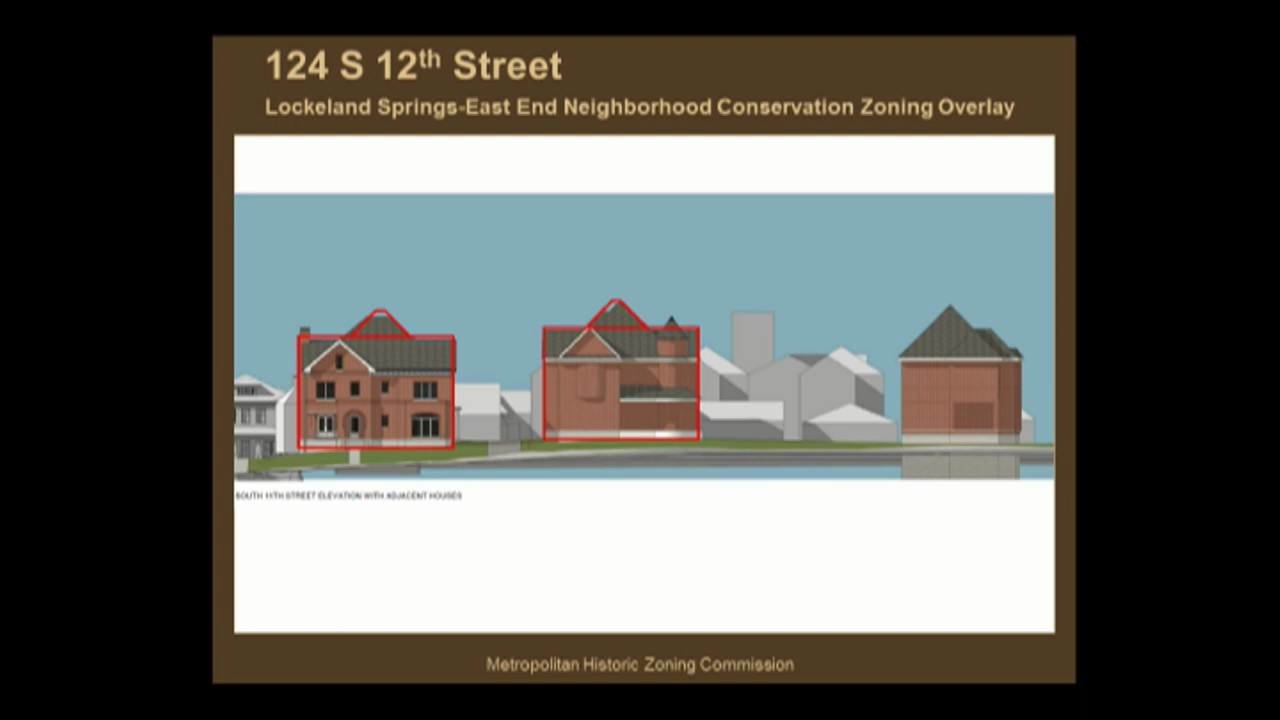 124 S 12th Street
Lockeland Springs-East End Neighborhood Conservation Zoning Overlay
SOUTH 11TH STREET ELEVATION WITH ADJACENT HOUSES
Metropolitan Historic Zoning Commission